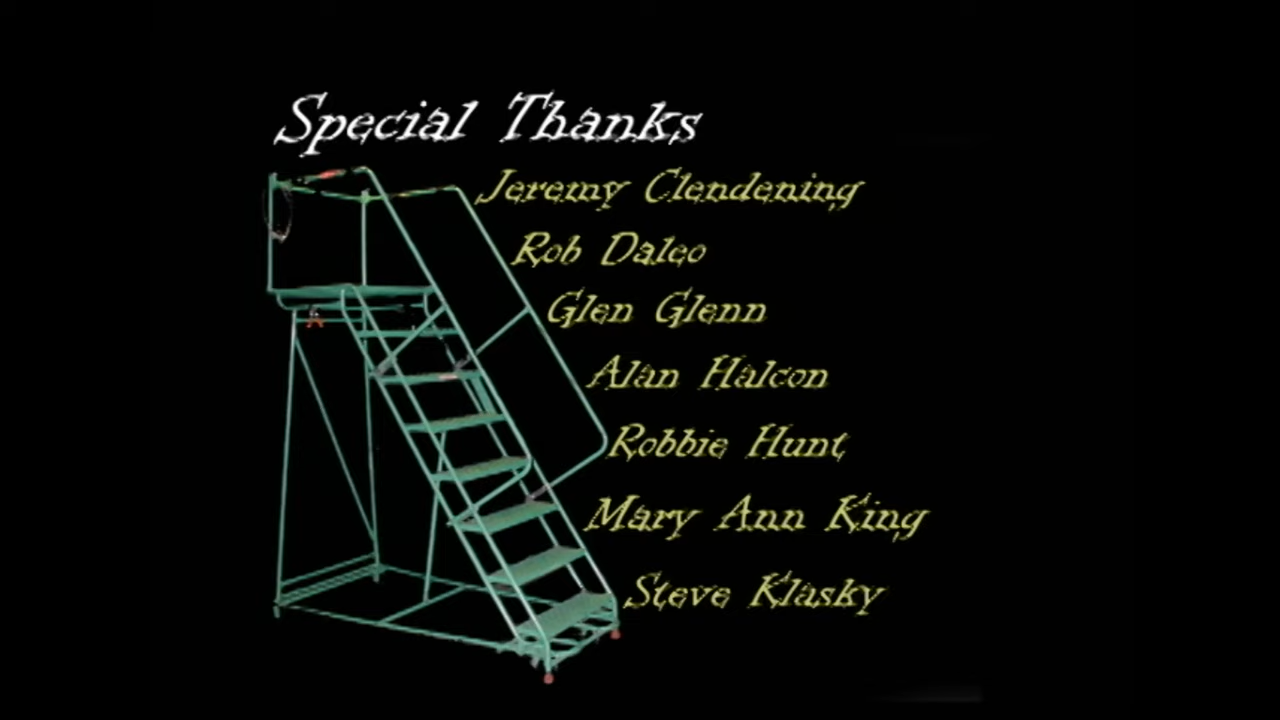 Special Thanks
Jeremy Clendening
Rob Daleo
Glen Glenn
Alan Halcon
Robbie Hunt
Mary Ann King
Steve Klasky